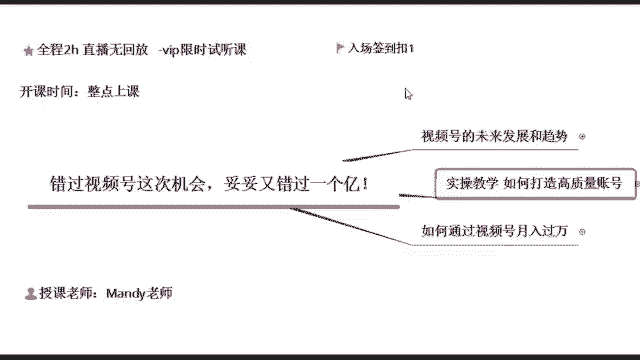 全程2h 直播无回放 -vip限时试听课
入场签到扣1
开课时间：整点上课
视频号的未来发展和趋势
错过视频号这次机会，妥妥又错过一个亿！
实操教学 如何打造高质量账号
如何通过视频号月入过万
授课老师：Mandy老师